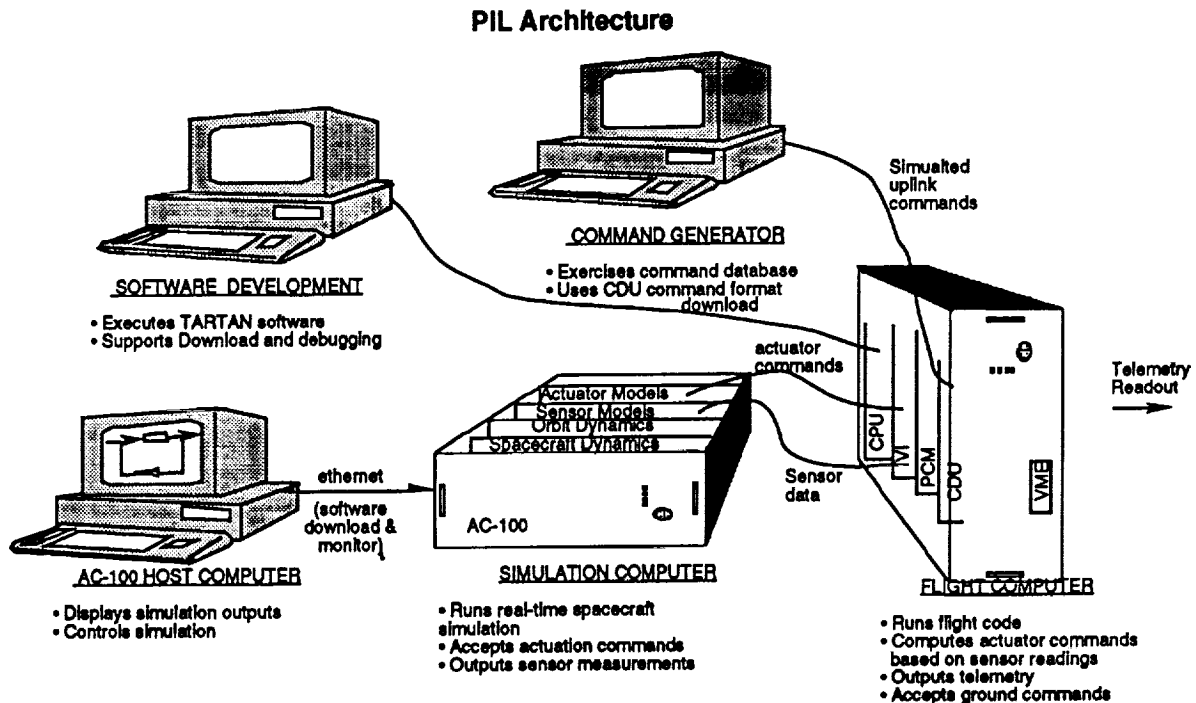 PIL Architecture
Simualted
uplink
commands
COMMAND GENERATOR
• Exercises command database
• Uses CDU command format
download
SOFTWARE DEVELOPMENT
• Executes TARTAN software
• Supports Download and debugging
actuator
commands
Telemetry
Readout
Actuator Models
Sensor Models
Orbit Dynamics
Spacecraft Dynamics
AC-100
CPU
VI
PCM
CDU
VME
Sensor
data
ethernet
(software
download &
monitor)
AC-100 HOST COMPUTER
• Displays simulation outputs
• Controls simulation
SIMULATION COMPUTER
• Runs real-time spacecraft
simulation
• Accepts actuation commands
• Outputs sensor measurements
FLIGHT COMPUTER
• Runs flight code
• Computes actuator commands
based on sensor readings
• Outputs telemetry
• Accepts ground commands